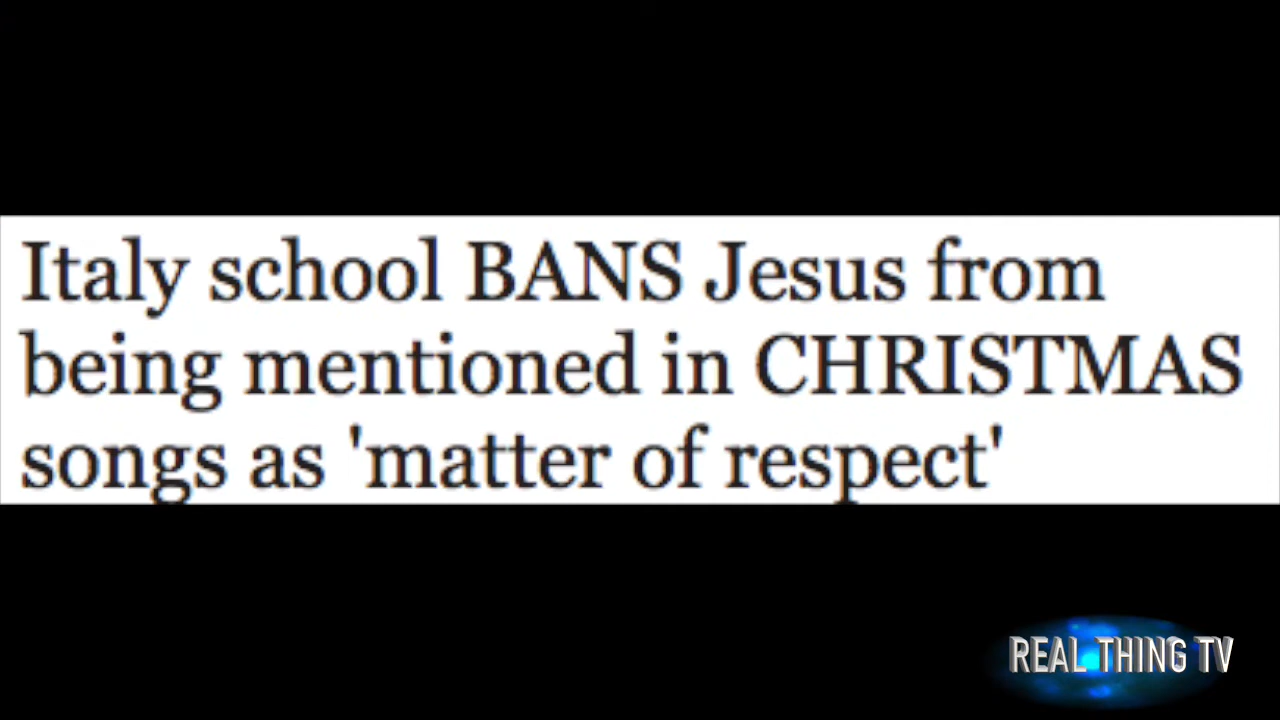 Italy school BANS Jesus from
being mentioned in CHRISTMAS
songs as 'matter of respect'
REAL THING TV